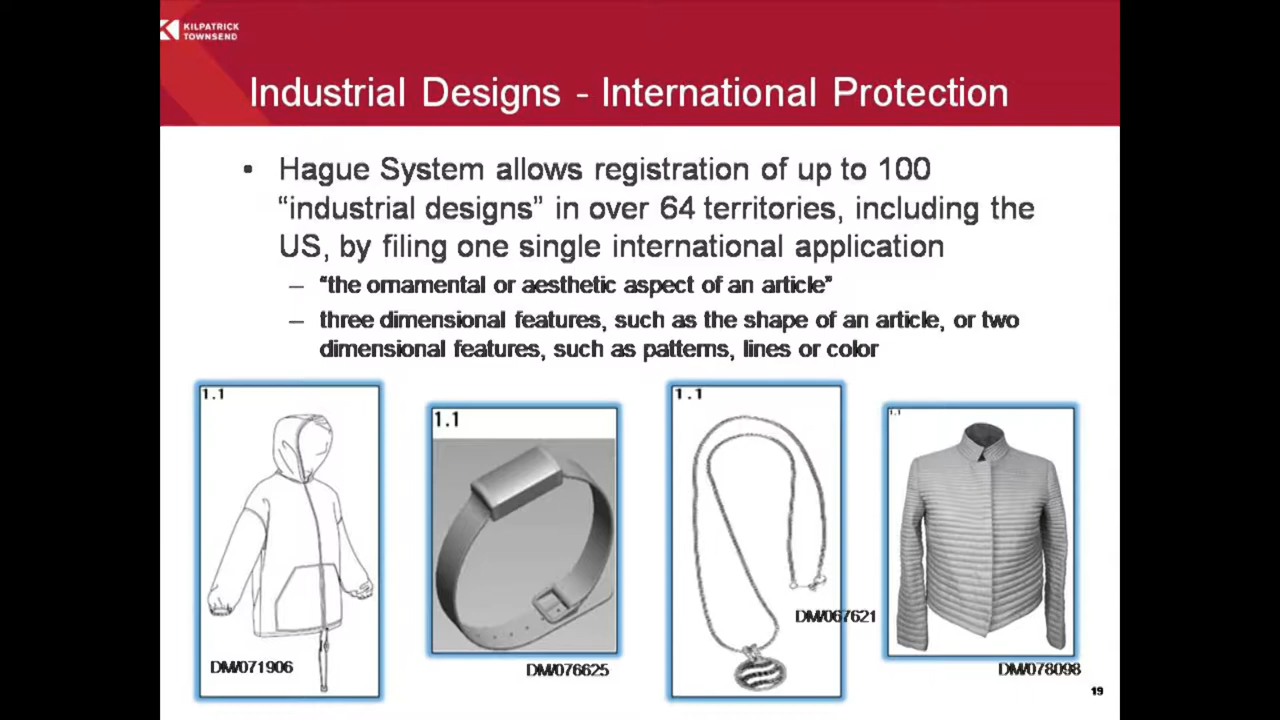 KILPATRICK
TOWNSEND
Industrial Designs - International Protection
▪ Hague System allows registration of up to 100
“industrial designs” in over 64 territories, including the
US, by filing one single international application
– “the ornamental or aesthetic aspect of an article”
– three dimensional features, such as the shape of an article, or two
dimensional features, such as patterns, lines or color
1.1
1.1
1.1
1.1
DM/071906
DM/076625
DM/067621
DM/078098
19